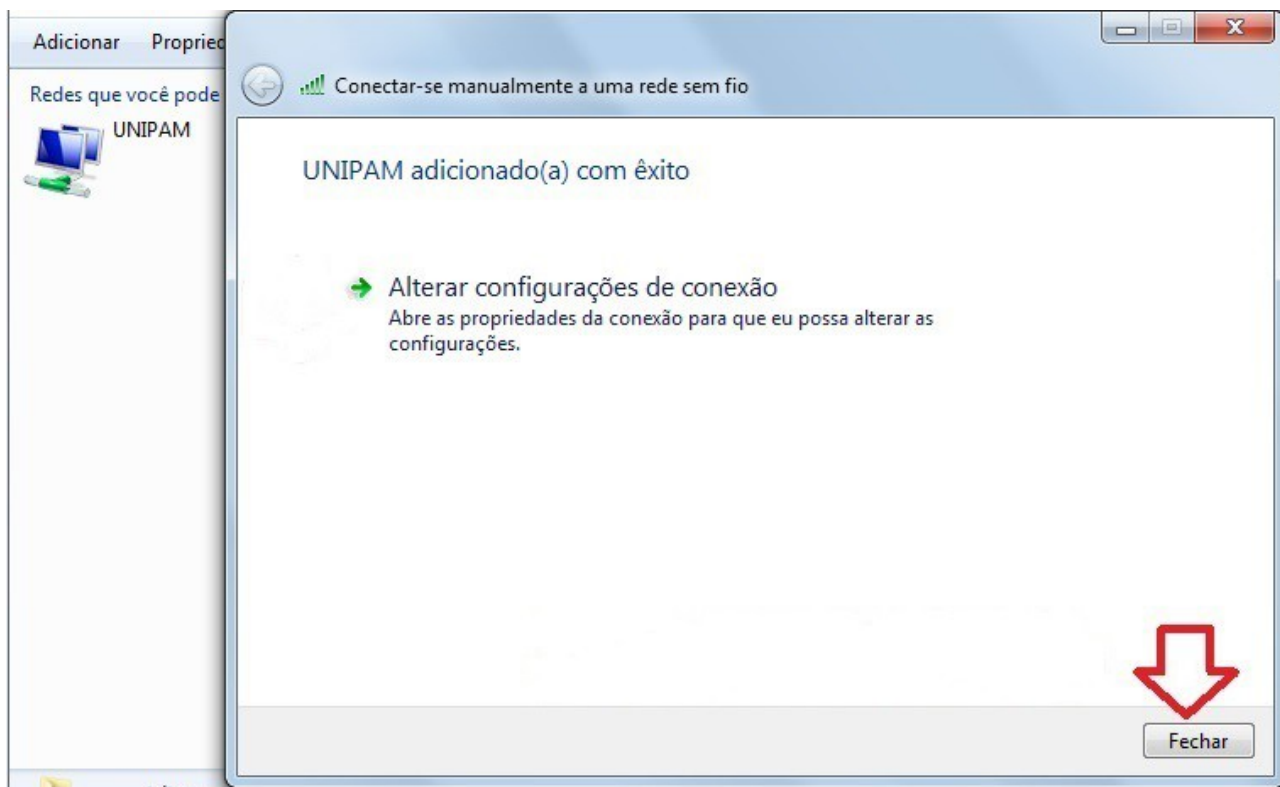 Adicionar
Redes que você pode
UNIPAM
Conectar-se manualmente a uma rede sem fio
UNIPAM adicionado(a) com êxito
Alterar configurações de conexão
Abre as propriedades da conexão para que eu possa alterar as
configurações.
Fechar